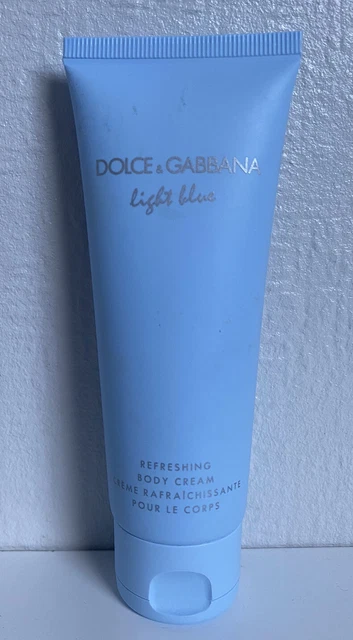 DOLCE & GABBANA
light blue
REFRESHING
BODY CREAM
CRÈME RAFRAÎCHISSANTE
POUR LE CORPS